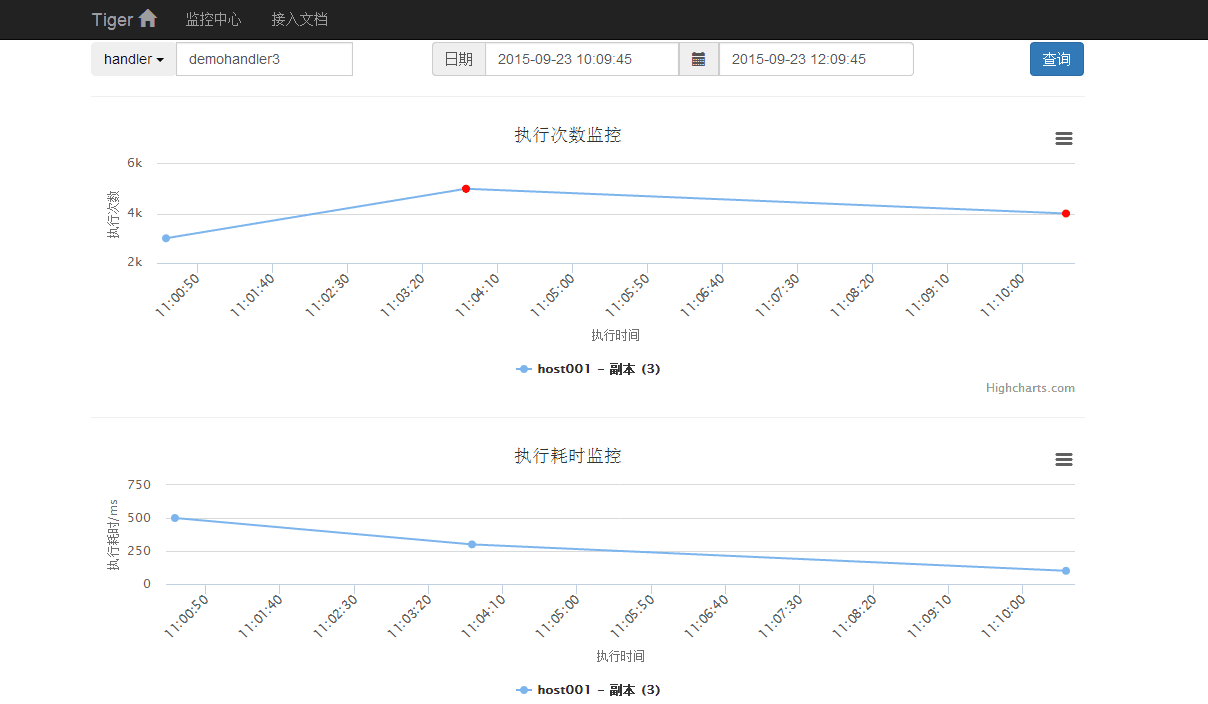 Tiger 监控中心 接入文档
handler demohandler3 日期 2015-09-23 10:09:45 2015-09-23 12:09:45 查询
执行次数监控
执行次数
6k
4k
2k
11:00:50 11:01:40 11:02:30 11:03:20 11:04:10 11:05:00 11:05:50 11:06:40 11:07:30 11:08:20 11:09:10 11:10:00
执行时间
host001 - 副本 (3)
Highcharts.com
执行耗时监控
执行耗时/ms
750
500
250
0
11:00:50 11:01:40 11:02:30 11:03:20 11:04:10 11:05:00 11:05:50 11:06:40 11:07:30 11:08:20 11:09:10 11:10:00
执行时间
host001 - 副本 (3)